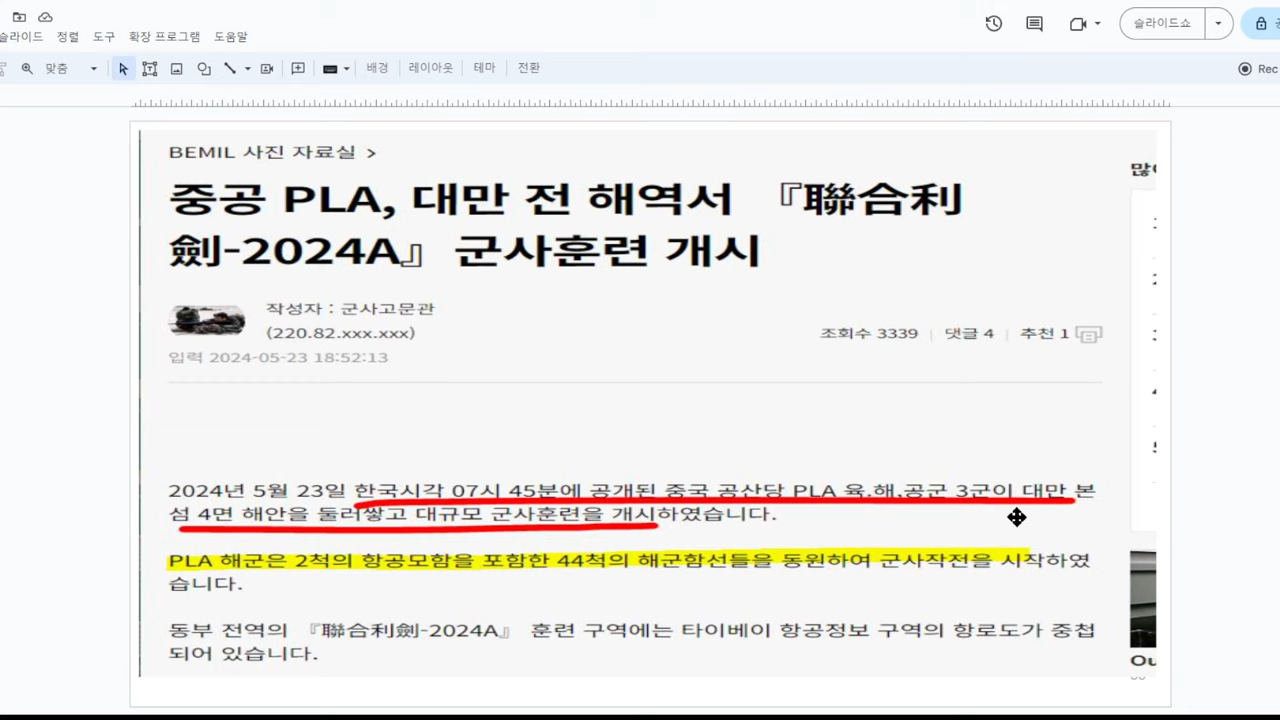 슬라이드 정렬 도구 확장 프로그램 도움말
슬라이드쇼
맞춤
배경 레이아웃 테마 전환
Rec
BEMIL 사진 자료실 >
중공 PLA, 대만 전 해역서 『聯合利
劍-2024A』 군사훈련 개시
작성자 : 군사고문관
(220.82.xxx.xxx)
조회수 3339 댓글 4 추천 1
입력 2024-05-23 18:52:13
2024년 5월 23일 한국시각 07시 45분에 공개된 중국 공산당 PLA 육.해,공군 3군이 대만 본
섬 4면 해안을 둘러쌓고 대규모 군사훈련을 개시하였습니다.
PLA 해군은 2척의 항공모함을 포함한 44척의 해군함선들을 동원하여 군사작전을 시작하였
습니다.
동부 전역의 『聯合利劍-2024A』 훈련 구역에는 타이베이 항공정보 구역의 항로도가 중첩
되어 있습니다.